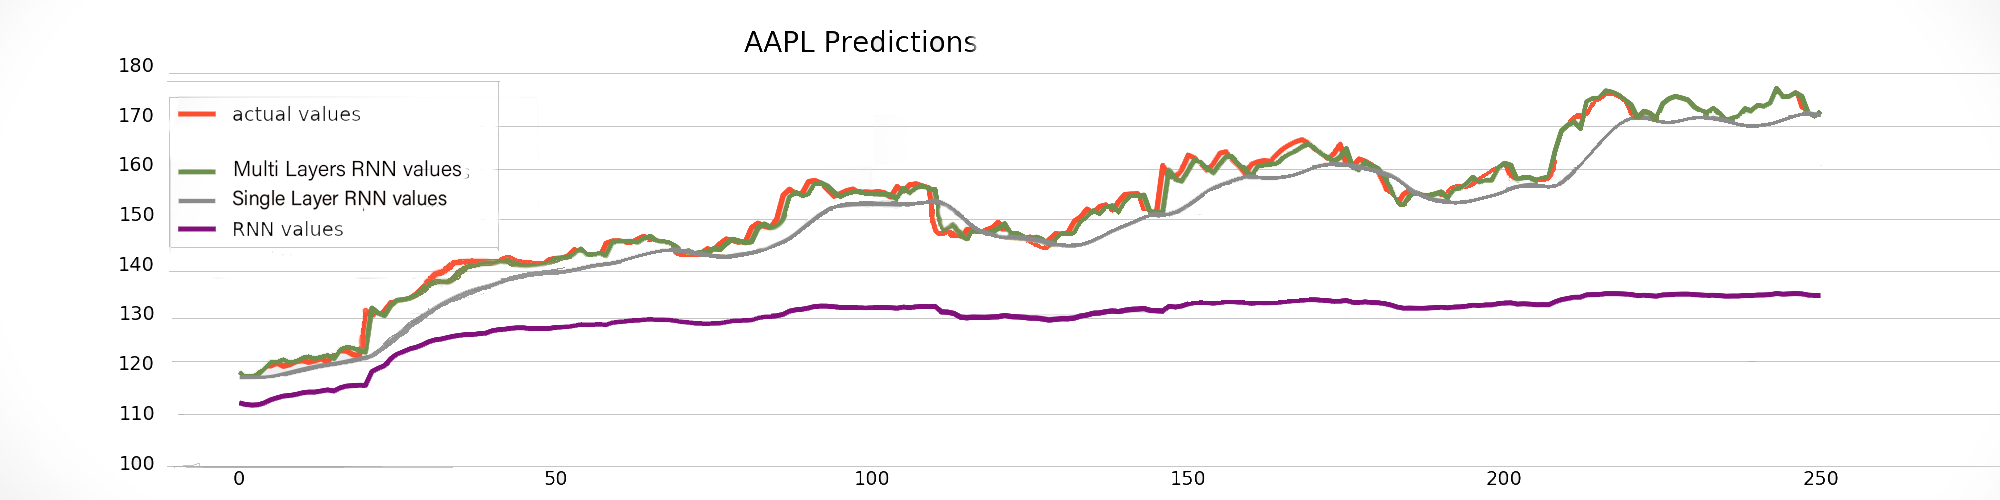 AAPL Predictions
180
170
160
150
140
130
120
110
100
actual values
Multi Layers RNN values
Single Layer RNN values
RNN values
0 50 100 150 200 250